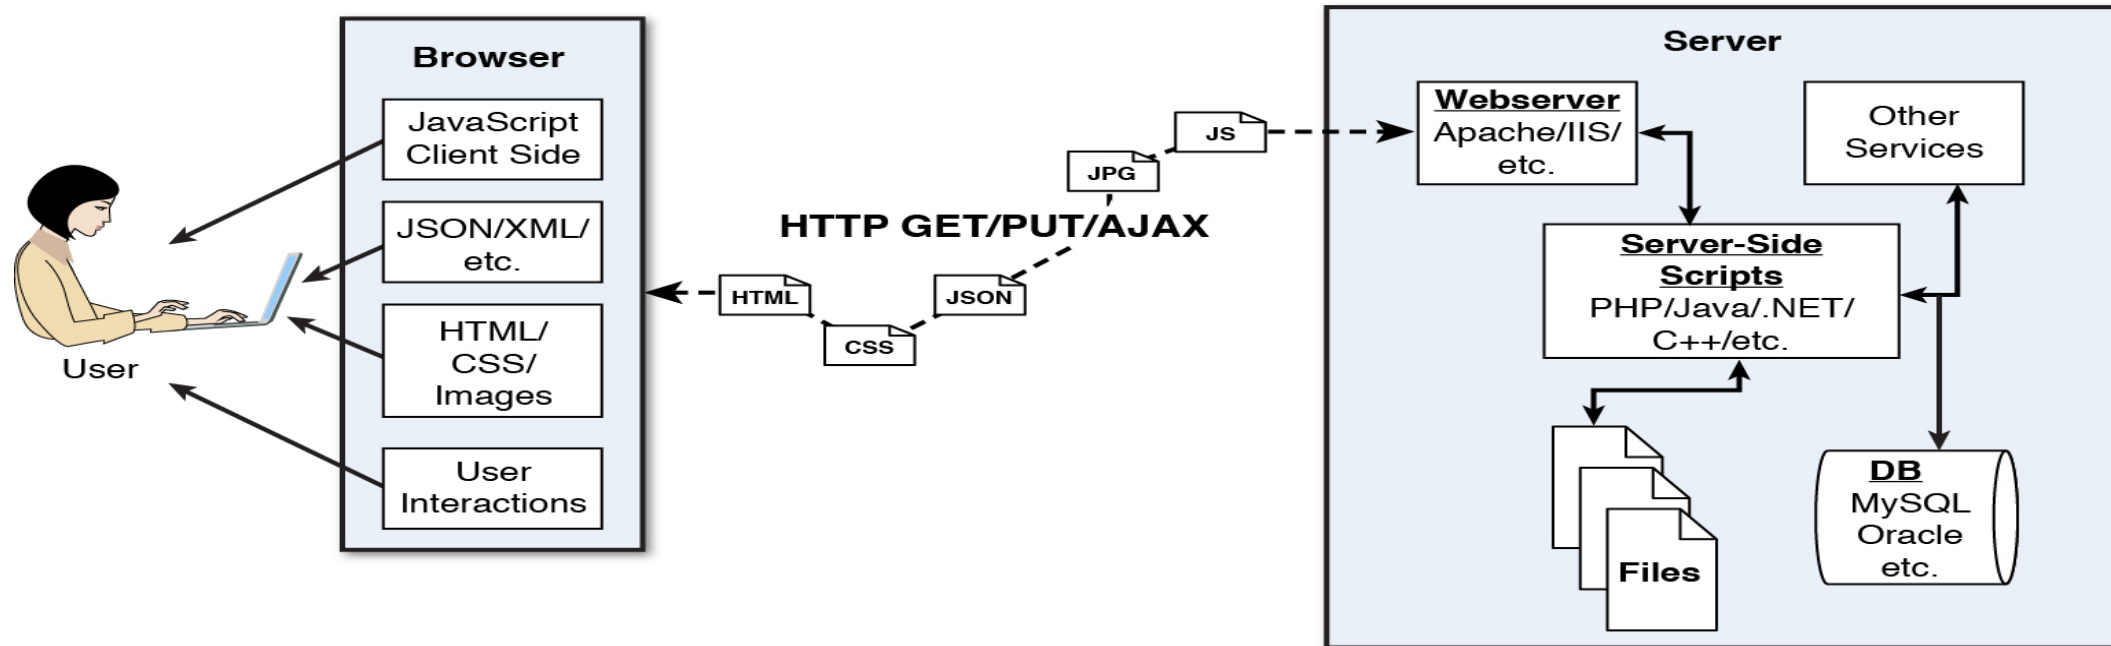 Browser
JavaScript
Client Side
JSON/XML/
etc.
HTML/
CSS/
Images
User
Interactions
User
HTML
CSS
JSON
HTTP GET/PUT/AJAX
JPG
JS
Server
Webserver
Apache/IIS/
etc.
Other
Services
Server-Side
Scripts
PHP/Java/.NET/
C++/etc.
Files
DB
MySQL
Oracle
etc.